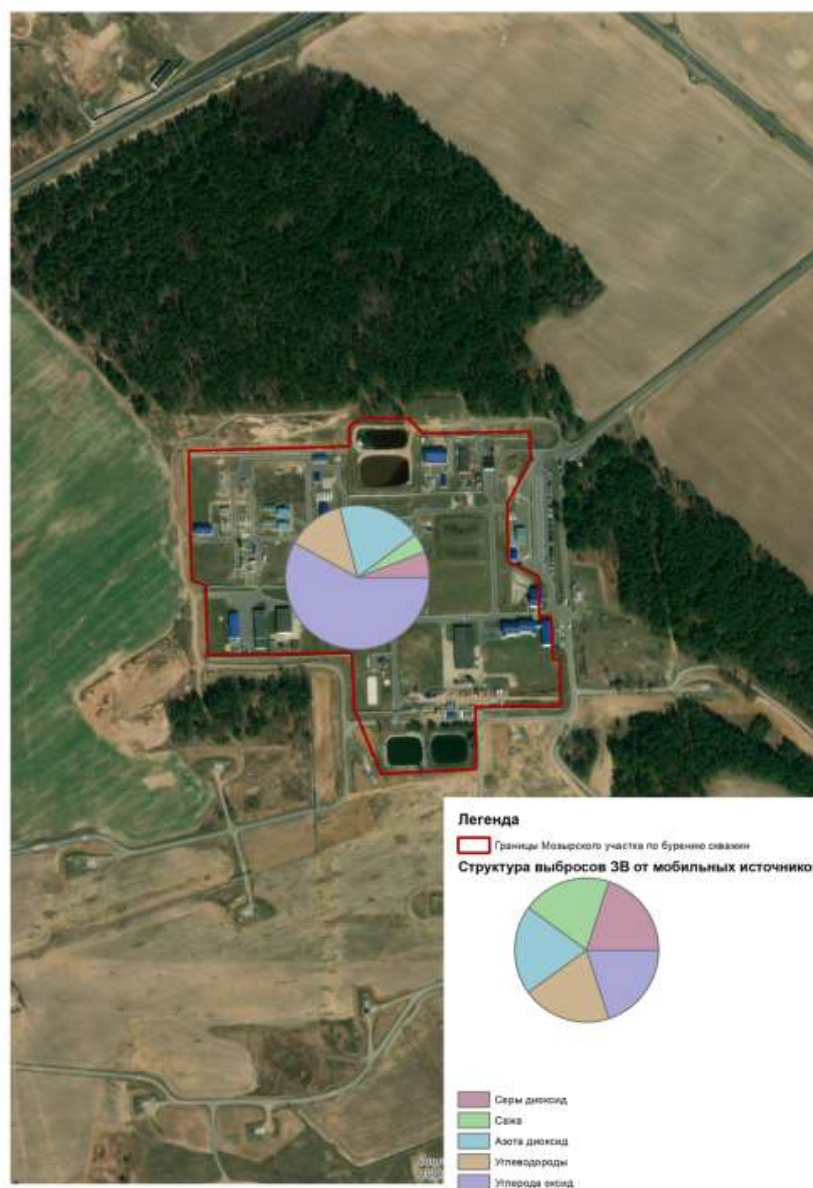 Легенда
Границы Мозырского участка по бурению скважин
Структура выбросов ЗВ от мобильных источнико
Серы диоксид
Сажа
Азота диоксид
Углеводороды
Углерода оксид